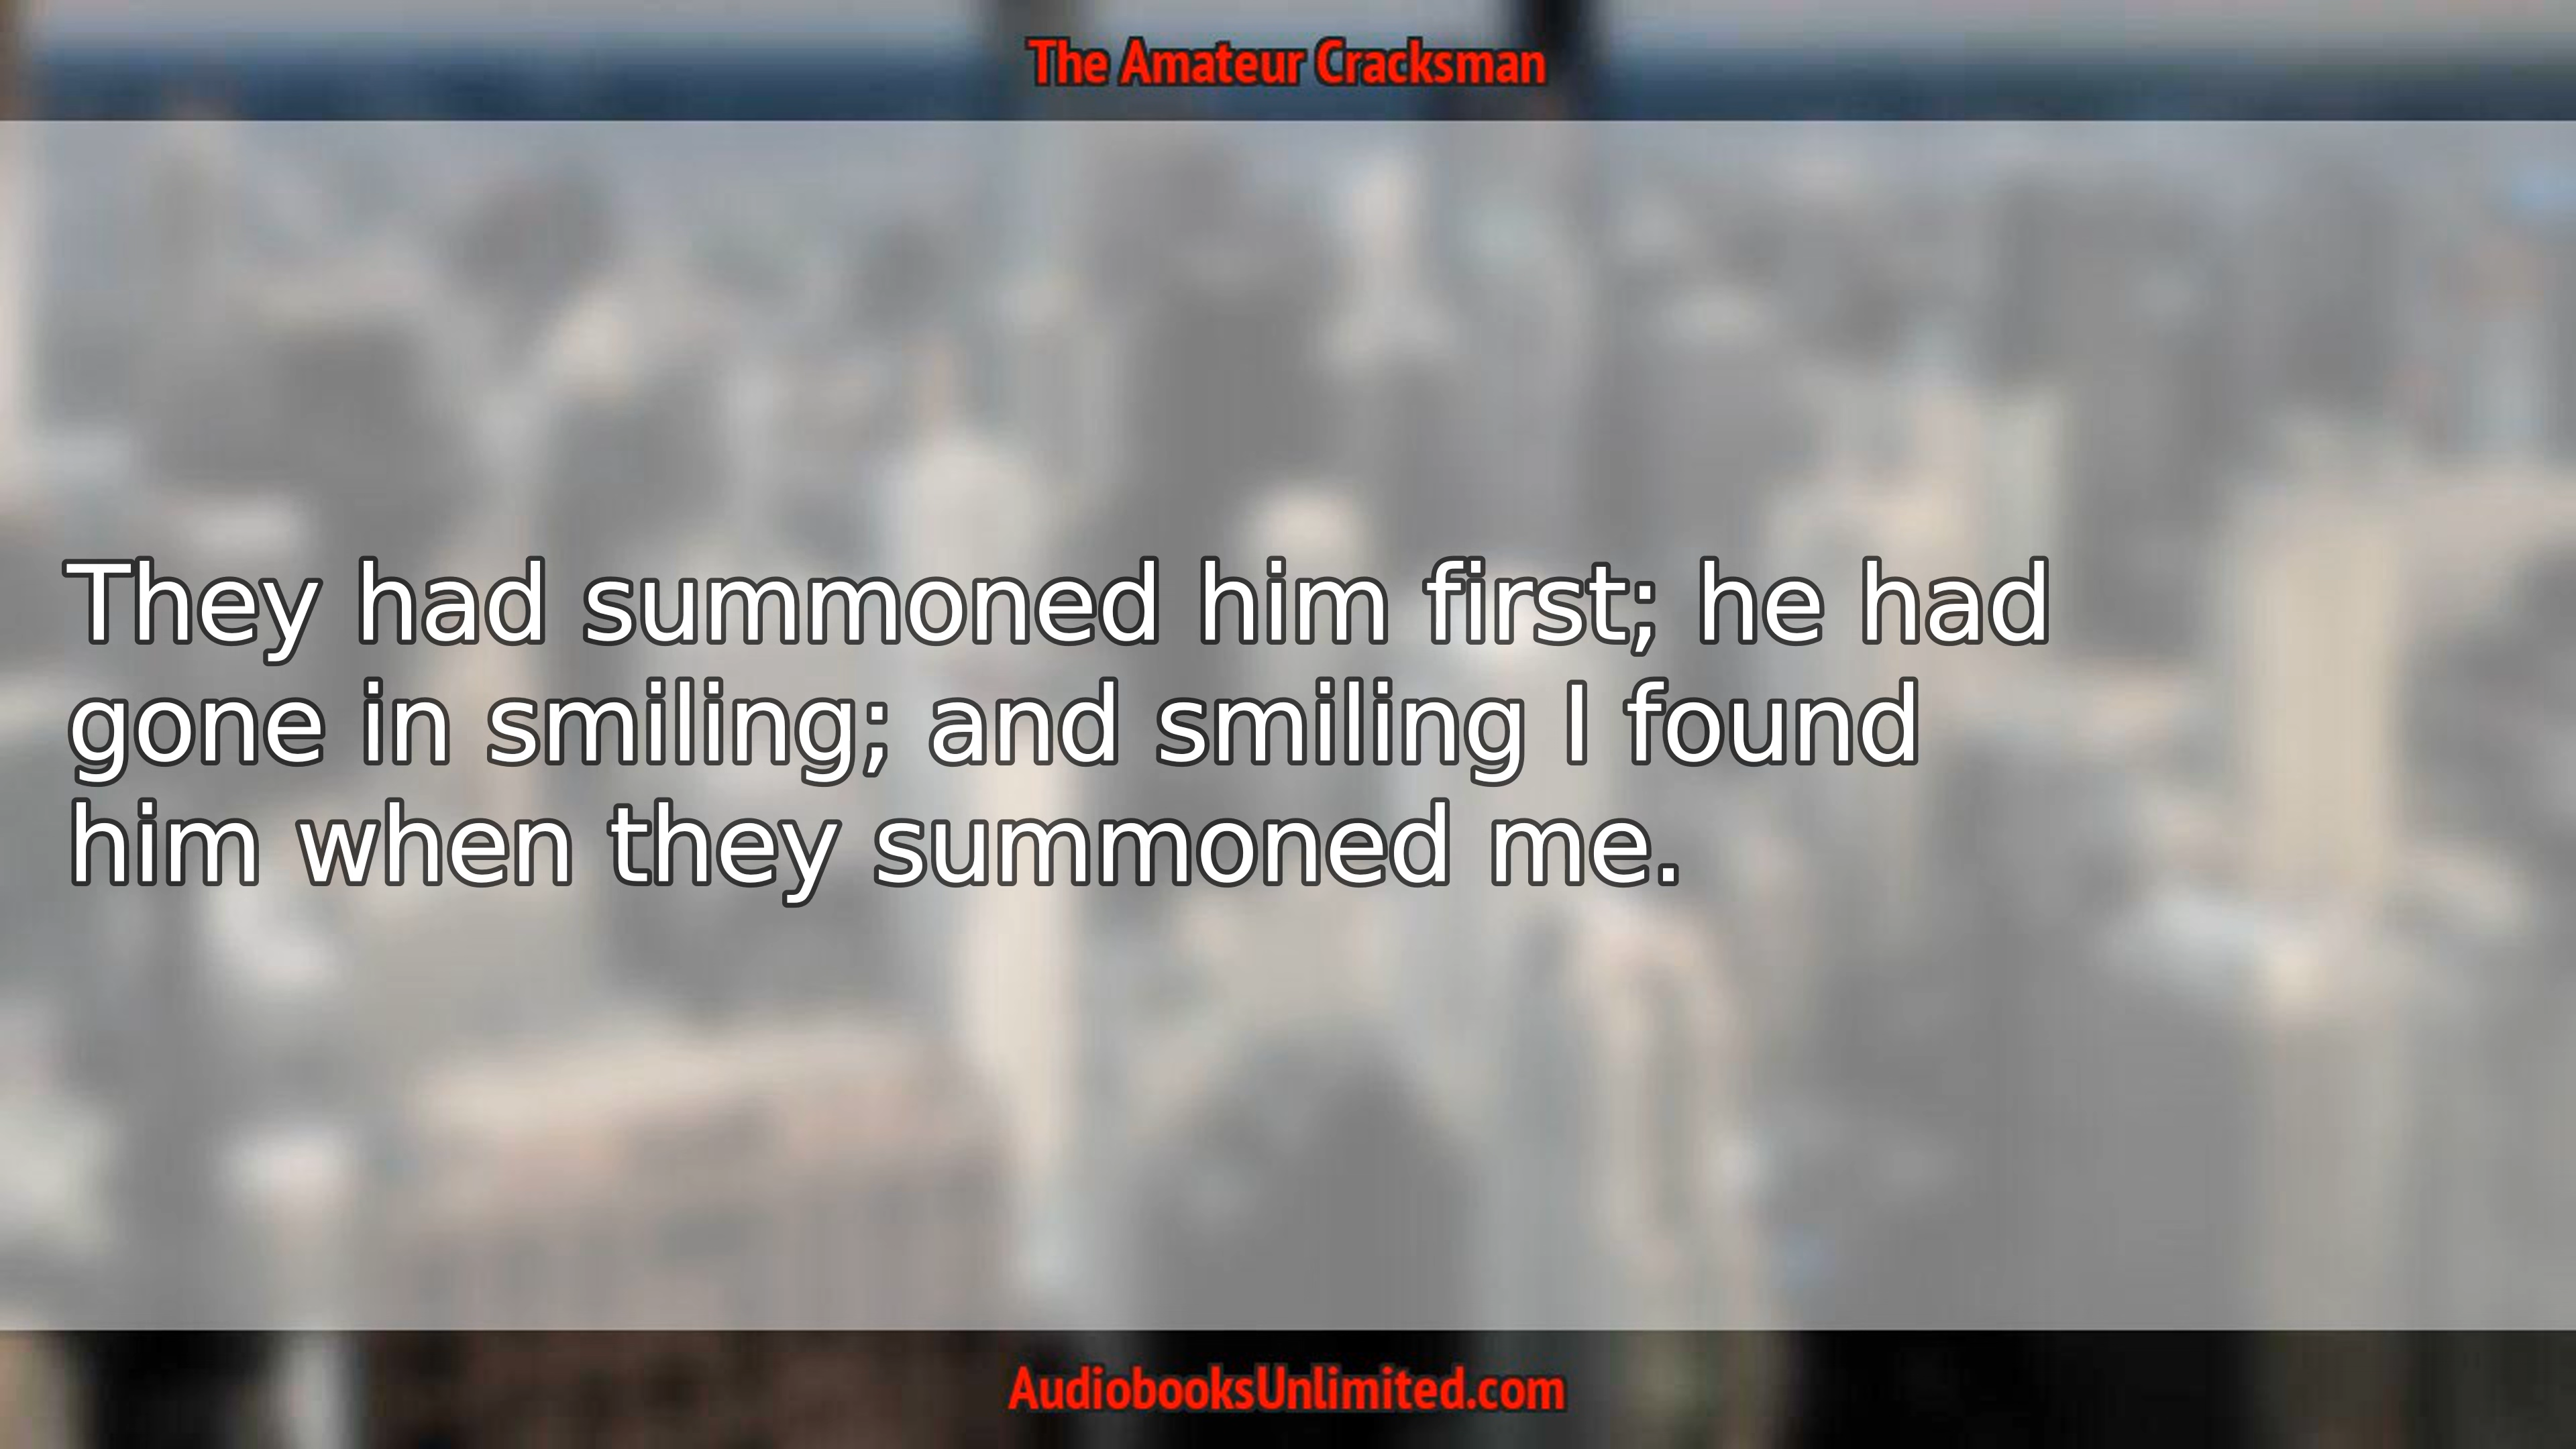 The Amateur Cracksman
They had summoned him first; he had
gone in smiling; and smiling I found
him when they summoned me.
AudiobooksUnlimited.com